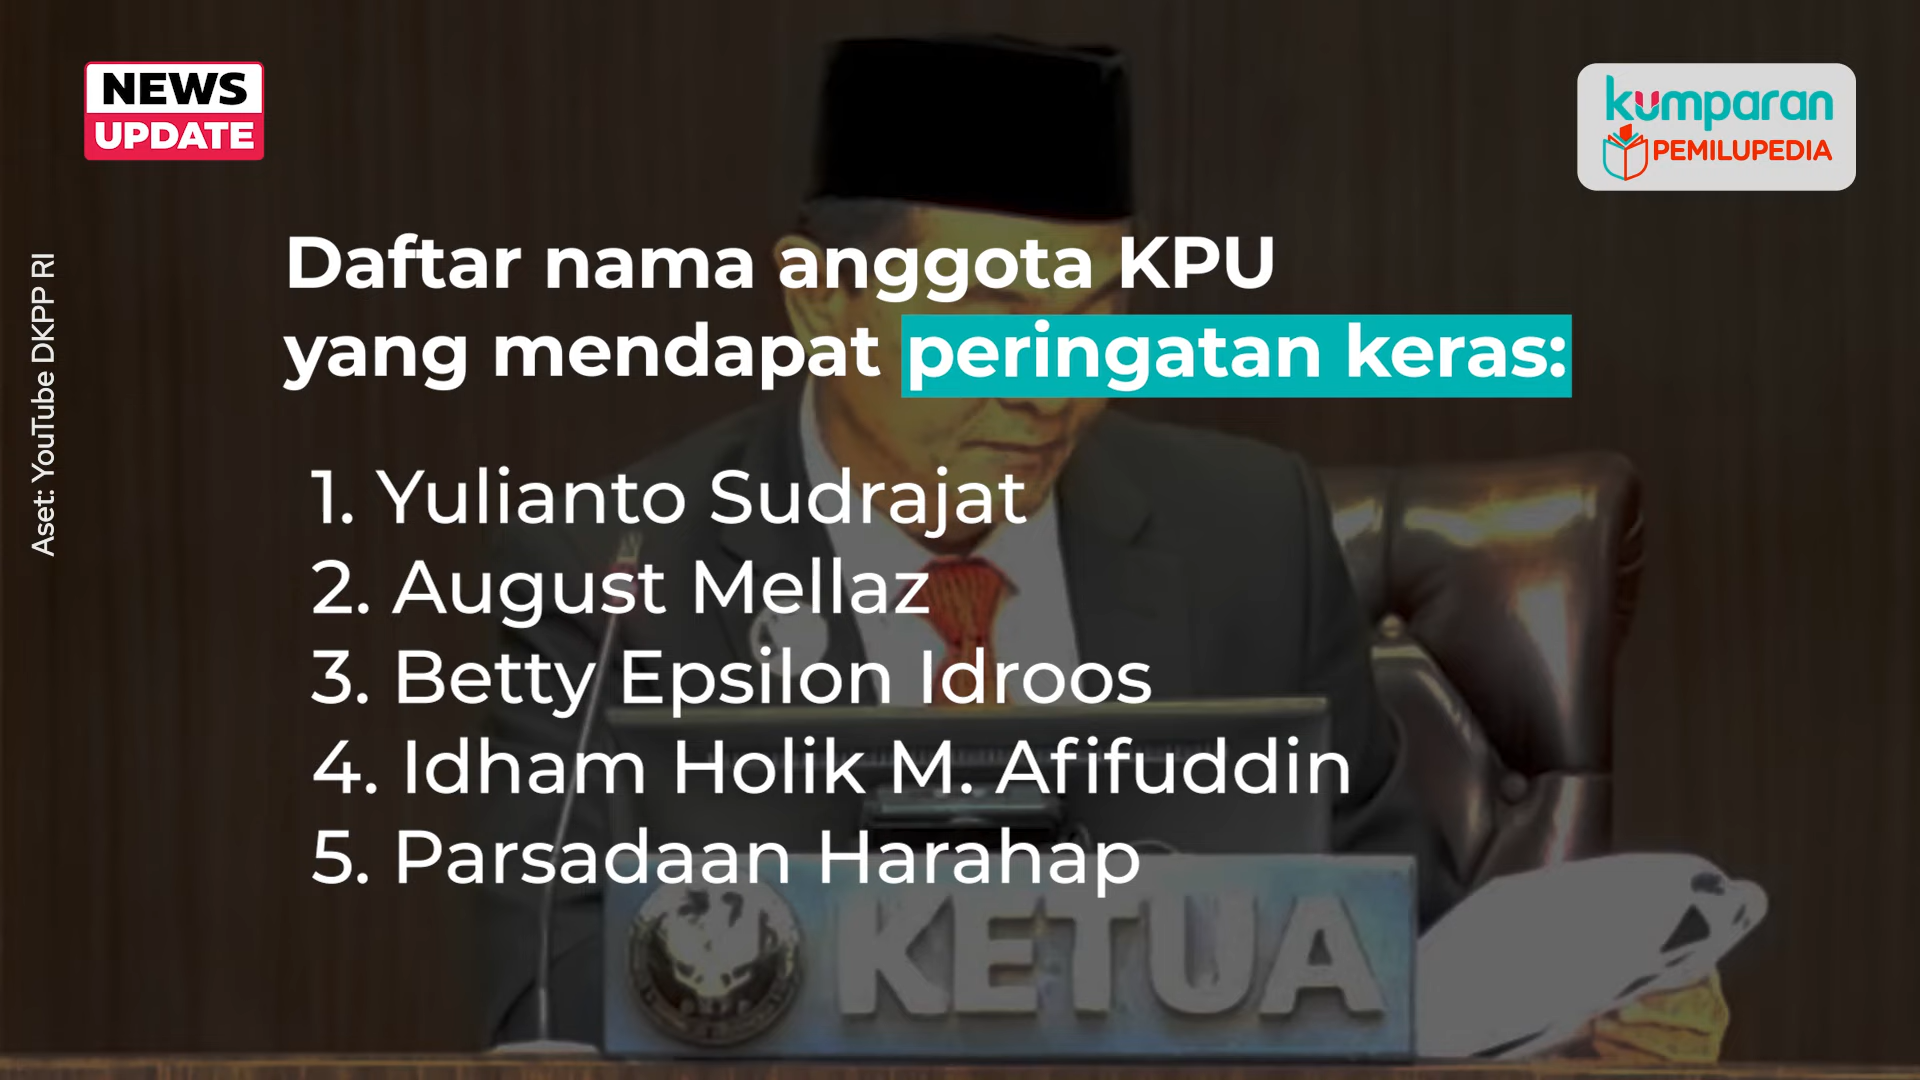 NEWS
UPDATE
kumparan
PEMILUPEDIA
Aset: YouTube DKPP RI
Daftar nama anggota KPU
yang mendapat peringatan keras:
1. Yulianto Sudrajat
2. August Mellaz
3. Betty Epsilon Idroos
4. Idham Holik M. Afifuddin
5. Parsadaan Harahap
KETUA